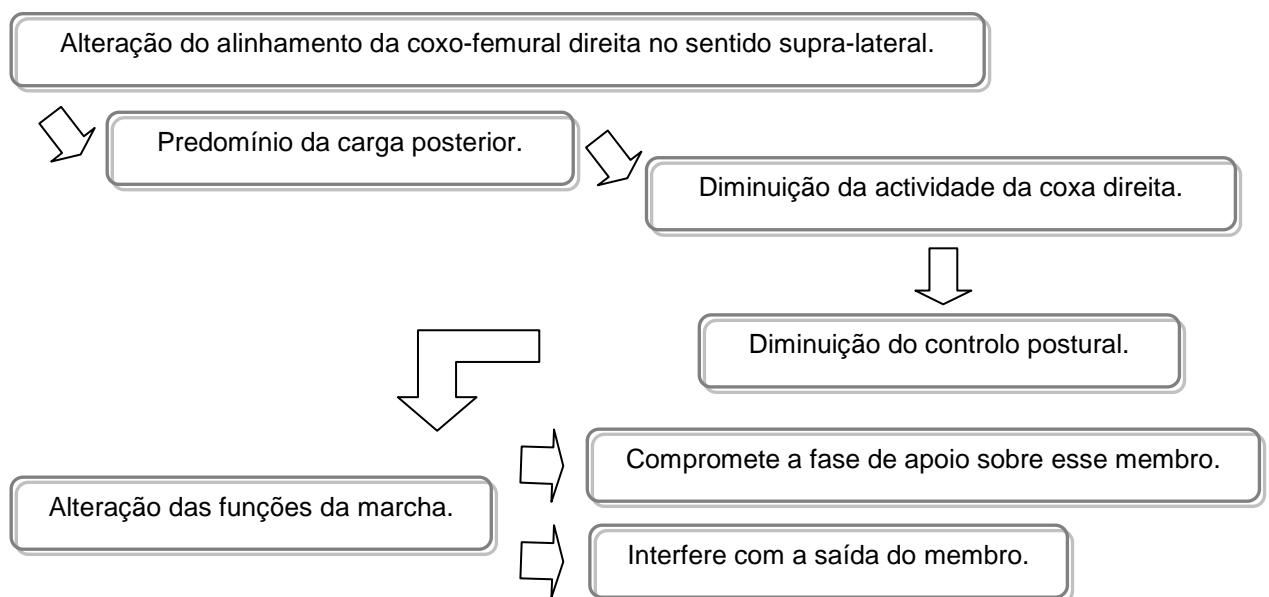 Alteração do alinhamento da coxo-femural direita no sentido supra-lateral.
Predomínio da carga posterior.
Diminuição da actividade da coxa direita.
Diminuição do controlo postural.
Compromete a fase de apoio sobre esse membro.
Alteração das funções da marcha.
Interfere com a saída do membro.